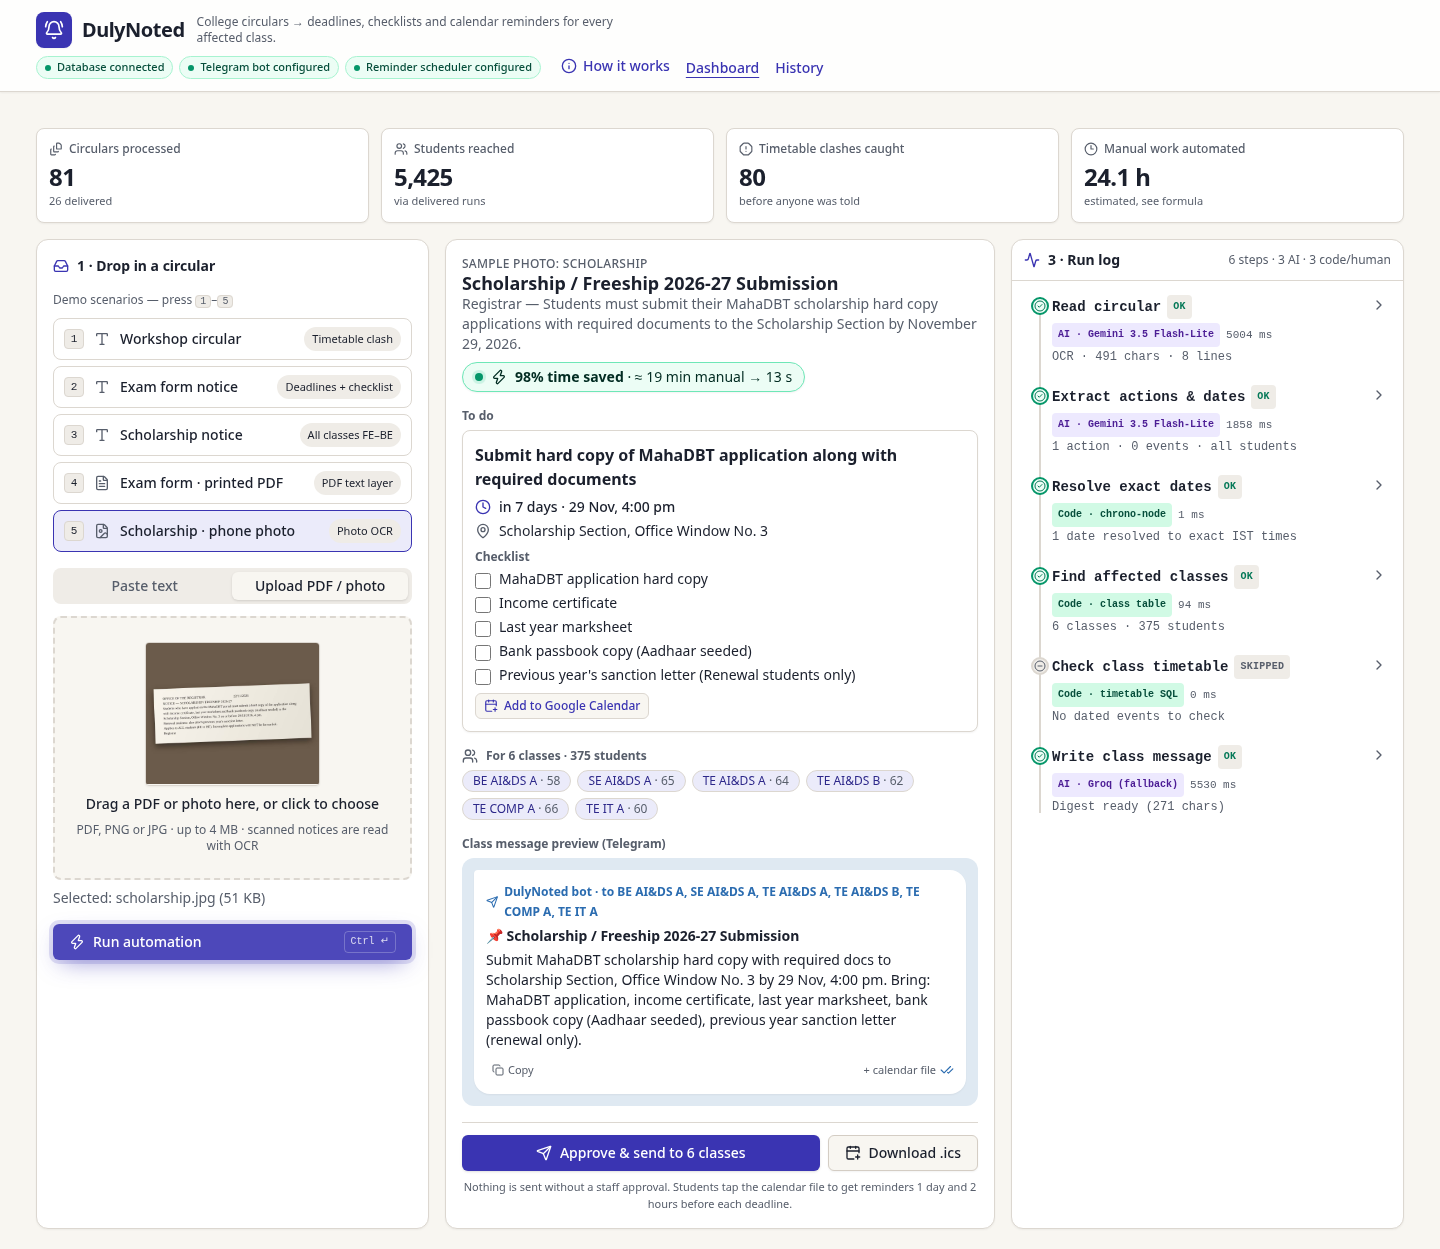 DulyNoted
College circulars → deadlines, checklists and calendar reminders for every
affected class.
Database connected
Telegram bot configured
Reminder scheduler configured
How it works
Dashboard
History
Circulars processed
81
26 delivered
Students reached
5,425
via delivered runs
Timetable clashes caught
80
before anyone was told
Manual work automated
24.1 h
estimated, see formula
1 · Drop in a circular
Demo scenarios — press 1–5
1 Workshop circular Timetable clash
2 Exam form notice Deadlines + checklist
3 Scholarship notice All classes FE–BE
4 Exam form · printed PDF PDF text layer
5 Scholarship · phone photo Photo OCR
Paste text
Upload PDF / photo
Drag a PDF or photo here, or click to choose
PDF, PNG or JPG · up to 4 MB · scanned notices are read
with OCR
Selected: scholarship.jpg (51 KB)
Run automation Ctrl ↵
SAMPLE PHOTO: SCHOLARSHIP
Scholarship / Freeship 2026-27 Submission
Registrar — Students must submit their MahaDBT scholarship hard copy
applications with required documents to the Scholarship Section by November
29, 2026.
98% time saved · ≈ 19 min manual → 13 s
To do
Submit hard copy of MahaDBT application along with
required documents
in 7 days · 29 Nov, 4:00 pm
Scholarship Section, Office Window No. 3
Checklist
MahaDBT application hard copy
Income certificate
Last year marksheet
Bank passbook copy (Aadhaar seeded)
Previous year's sanction letter (Renewal students only)
Add to Google Calendar
For 6 classes · 375 students
BE AI&DS A · 58
SE AI&DS A · 65
TE AI&DS A · 64
TE AI&DS B · 62
TE COMP A · 66
TE IT A · 60
Class message preview (Telegram)
DulyNoted bot · to BE AI&DS A, SE AI&DS A, TE AI&DS A, TE AI&DS B, TE
COMP A, TE IT A
📌 Scholarship / Freeship 2026-27 Submission
Submit MahaDBT scholarship hard copy with required docs to
Scholarship Section, Office Window No. 3 by 29 Nov, 4:00 pm. Bring:
MahaDBT application, income certificate, last year marksheet, bank
passbook copy (Aadhaar seeded), previous year sanction letter
(renewal only).
Copy
+ calendar file
Approve & send to 6 classes
Download .ics
Nothing is sent without a staff approval. Students tap the calendar file to get reminders 1 day and 2
hours before each deadline.
3 · Run log
6 steps · 3 AI · 3 code/human
Read circular OK
AI · Gemini 3.5 Flash-Lite 5004 ms
OCR · 491 chars · 8 lines
Extract actions & dates OK
AI · Gemini 3.5 Flash-Lite 1858 ms
1 action · 0 events · all students
Resolve exact dates OK
Code · chrono-node 1 ms
1 date resolved to exact IST times
Find affected classes OK
Code · class table 94 ms
6 classes · 375 students
Check class timetable SKIPPED
Code · timetable SQL 0 ms
No dated events to check
Write class message OK
AI · Groq (fallback) 5530 ms
Digest ready (271 chars)